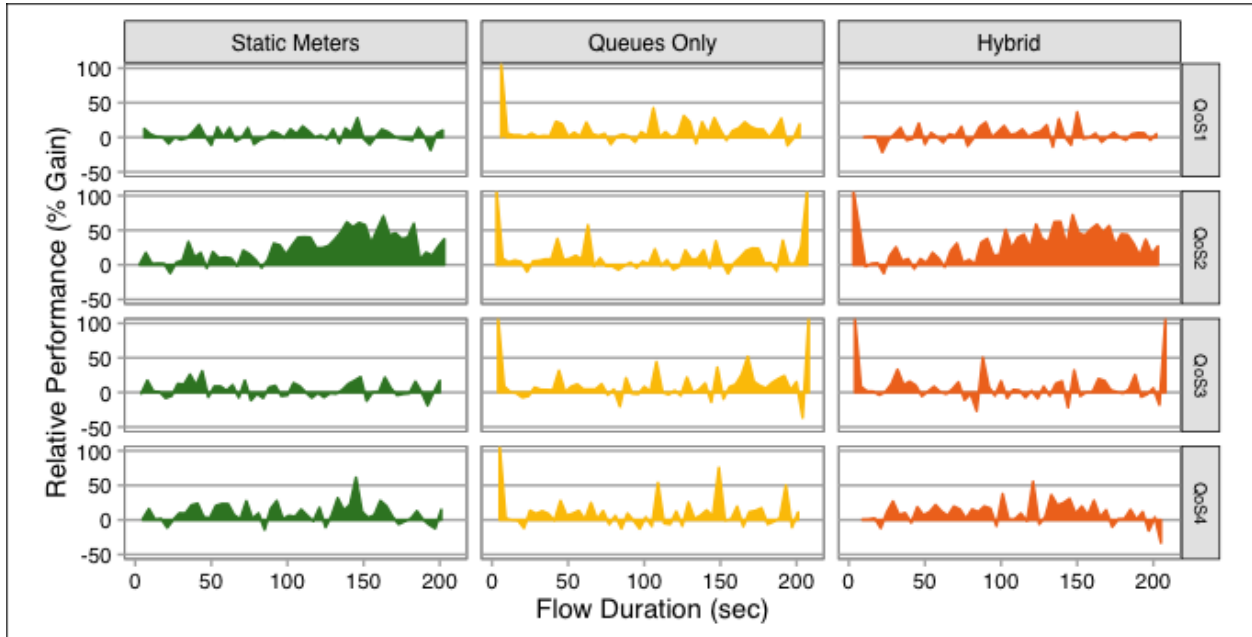 Static Meters Queues Only Hybrid
Relative Performance (% Gain)
100
50
0
-50
QoS1
100
50
0
-50
QoS2
100
50
0
-50
QoS3
100
50
0
-50
QoS4
0 50 100 150 200 0 50 100 150 200 0 50 100 150 200
Flow Duration (sec)